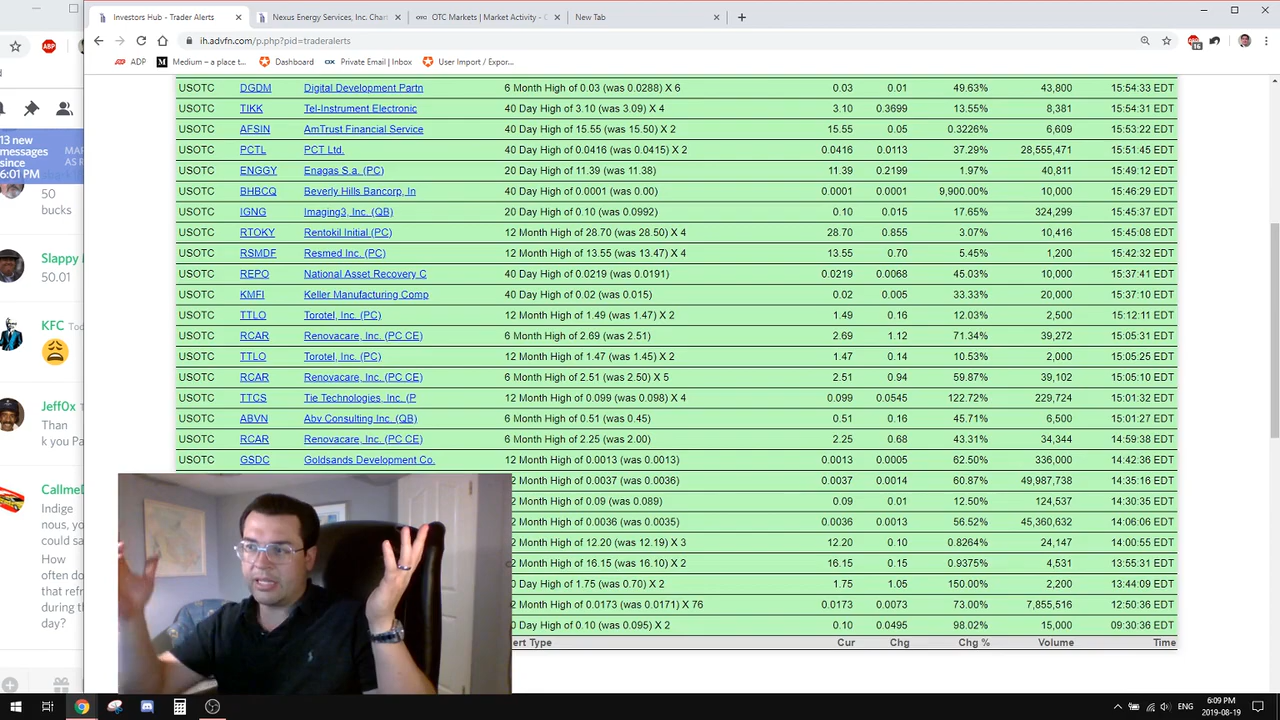 Investors Hub - Trader Alerts
Nexus Energy Services, Inc. Chart
OTC Markets | Market Activity - C
New Tab
ih.advfn.com/p.php?pid=traderalerts
16
ADP
Medium – a place t...
Dashboard
Private Email | Inbox
User Import / Expor...
USOTC DGDM Digital Development Partn 6 Month High of 0.03 (was 0.0288) X 6 0.03 0.01 49.63% 43,800 15:54:33 EDT
USOTC TIKK Tel-Instrument Electronic 40 Day High of 3.10 (was 3.09) X 4 3.10 0.3699 13.55% 8,381 15:54:31 EDT
USOTC AFSIN AmTrust Financial Service 40 Day High of 15.55 (was 15.50) X 2 15.55 0.05 0.3226% 6,609 15:53:22 EDT
USOTC PCTL PCT Ltd. 40 Day High of 0.0416 (was 0.0415) X 2 0.0416 0.0113 37.29% 28,555,471 15:51:45 EDT
USOTC ENGGY Enagas S.a. (PC) 20 Day High of 11.39 (was 11.38) 11.39 0.2199 1.97% 40,811 15:49:12 EDT
USOTC BHBCQ Beverly Hills Bancorp, In 40 Day High of 0.0001 (was 0.00) 0.0001 0.0001 9,900.00% 10,000 15:46:29 EDT
USOTC IGNG Imaging3, Inc. (QB) 20 Day High of 0.10 (was 0.0992) 0.10 0.015 17.65% 324,299 15:45:37 EDT
USOTC RTOKY Rentokil Initial (PC) 12 Month High of 28.70 (was 28.50) X 4 28.70 0.855 3.07% 10,416 15:45:08 EDT
USOTC RSMDF Resmed Inc. (PC) 12 Month High of 13.55 (was 13.47) X 4 13.55 0.70 5.45% 1,200 15:42:32 EDT
USOTC REPO National Asset Recovery C 40 Day High of 0.0219 (was 0.0191) 0.0219 0.0068 45.03% 10,000 15:37:41 EDT
USOTC KMFI Keller Manufacturing Comp 40 Day High of 0.02 (was 0.015) 0.02 0.005 33.33% 20,000 15:37:10 EDT
USOTC TTLO Torotel, Inc. (PC) 12 Month High of 1.49 (was 1.47) X 2 1.49 0.16 12.03% 2,500 15:12:11 EDT
USOTC RCAR Renovacare, Inc. (PC CE) 6 Month High of 2.69 (was 2.51) 2.69 1.12 71.34% 39,272 15:05:31 EDT
USOTC TTLO Torotel, Inc. (PC) 12 Month High of 1.47 (was 1.45) X 2 1.47 0.14 10.53% 2,000 15:05:25 EDT
USOTC RCAR Renovacare, Inc. (PC CE) 6 Month High of 2.51 (was 2.50) X 5 2.51 0.94 59.87% 39,102 15:05:10 EDT
USOTC TTCS Tie Technologies, Inc. (P 12 Month High of 0.099 (was 0.098) X 4 0.099 0.0545 122.72% 229,724 15:01:32 EDT
USOTC ABVN Abv Consulting Inc. (QB) 6 Month High of 0.51 (was 0.45) 0.51 0.16 45.71% 6,500 15:01:27 EDT
USOTC RCAR Renovacare, Inc. (PC CE) 6 Month High of 2.25 (was 2.00) 2.25 0.68 43.31% 34,344 14:59:38 EDT
USOTC GSDC Goldsands Development Co. 12 Month High of 0.0013 (was 0.0013) 0.0013 0.0005 62.50% 336,000 14:42:36 EDT
2 Month High of 0.0037 (was 0.0036) 0.0037 0.0014 60.87% 49,987,738 14:35:16 EDT
2 Month High of 0.09 (was 0.089) 0.09 0.01 12.50% 124,537 14:30:35 EDT
2 Month High of 0.0036 (was 0.0035) 0.0036 0.0013 56.52% 45,360,632 14:06:06 EDT
2 Month High of 12.20 (was 12.19) X 3 12.20 0.10 0.8264% 24,147 14:00:55 EDT
2 Month High of 16.15 (was 16.10) X 2 16.15 0.15 0.9375% 4,531 13:55:31 EDT
0 Day High of 1.75 (was 0.70) X 2 1.75 1.05 150.00% 2,200 13:44:09 EDT
2 Month High of 0.0173 (was 0.0171) X 76 0.0173 0.0073 73.00% 7,855,516 12:50:36 EDT
0 Day High of 0.10 (was 0.095) X 2 0.10 0.0495 98.02% 15,000 09:30:36 EDT
ert Type Cur Chg Chg % Volume Time
13 new
messages
since
6:01 PM
50
bucks
Slappy
50.01
KFC
Jeff0x
Than
k you Pa
CallmeD
Indige
nous, yo
could sa
How
often do
that refr
during th
day?
ENG
6:09 PM
2019-08-19